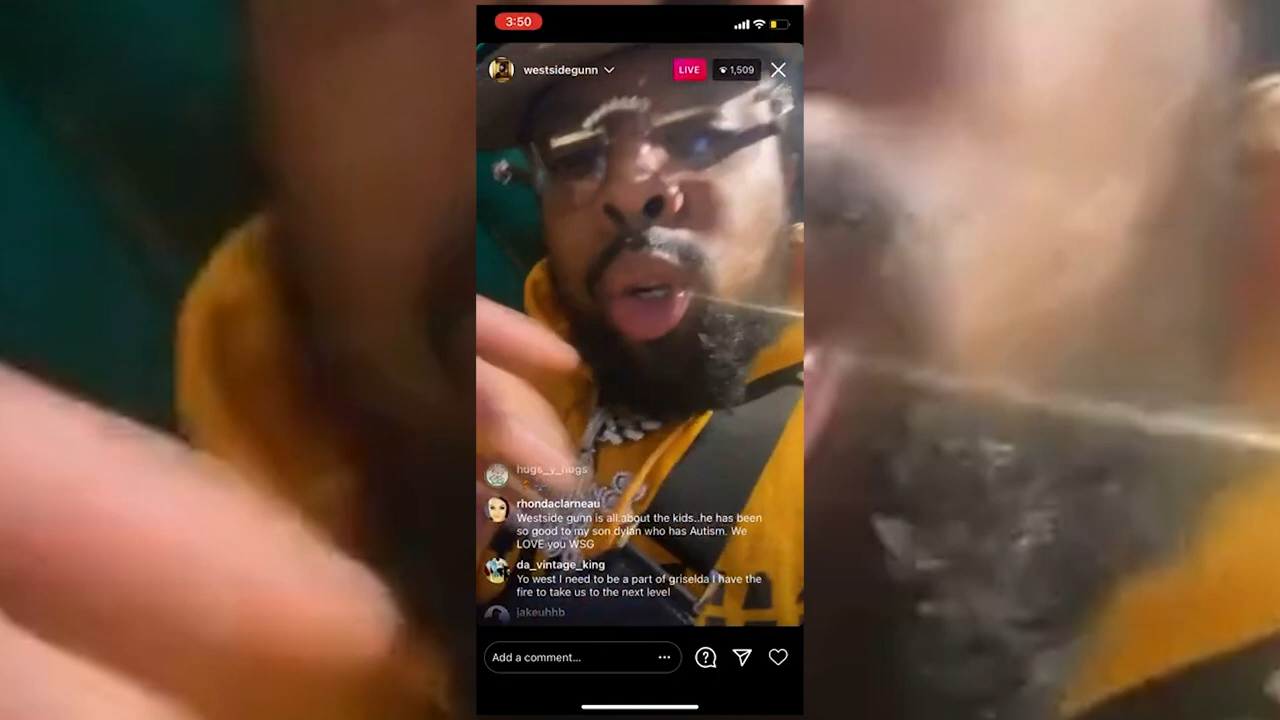 3:50
westsidegunn
LIVE
1,509
hugs_y_hugs
rhondaclarneau
Westside gunn is all about the kids..he has been
so good to my son dylan who has Autism. We
LOVE you WSG
da_vintage_king
Yo west I need to be a part of griselda I have the
fire to take us to the next level
jakeuhhb
Add a comment...